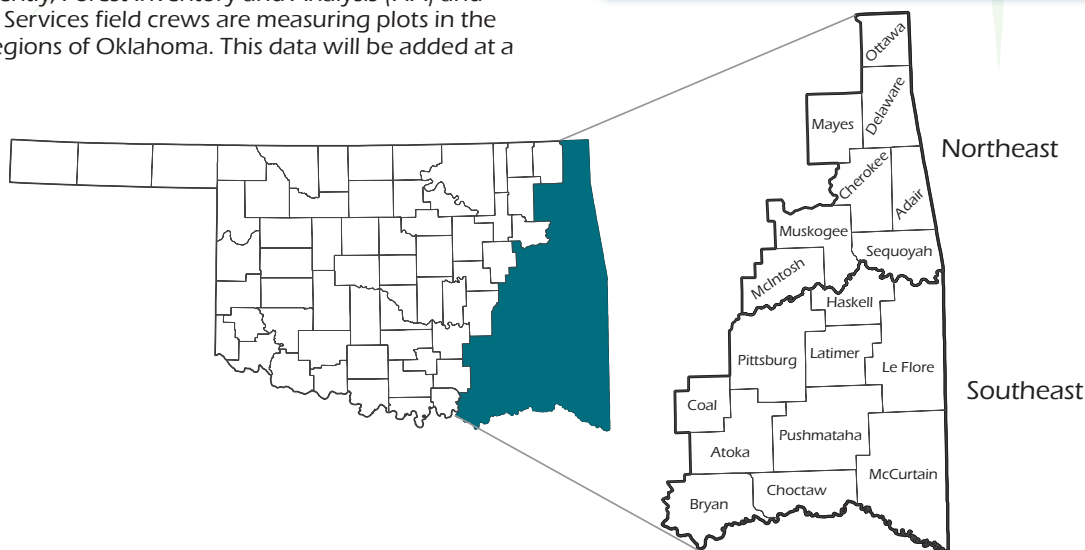 Services field crews are measuring plots in the
egions of Oklahoma. This data will be added at a
Ottawa
Delaware
Mayes
Northeast
Cherokee
Adair
Muskogee
Sequoyah
McIntosh
Haskell
Pittsburg
Latimer
Le Flore
Southeast
Coal
Pushmataha
Atoka
McCurtain
Choctaw
Bryan